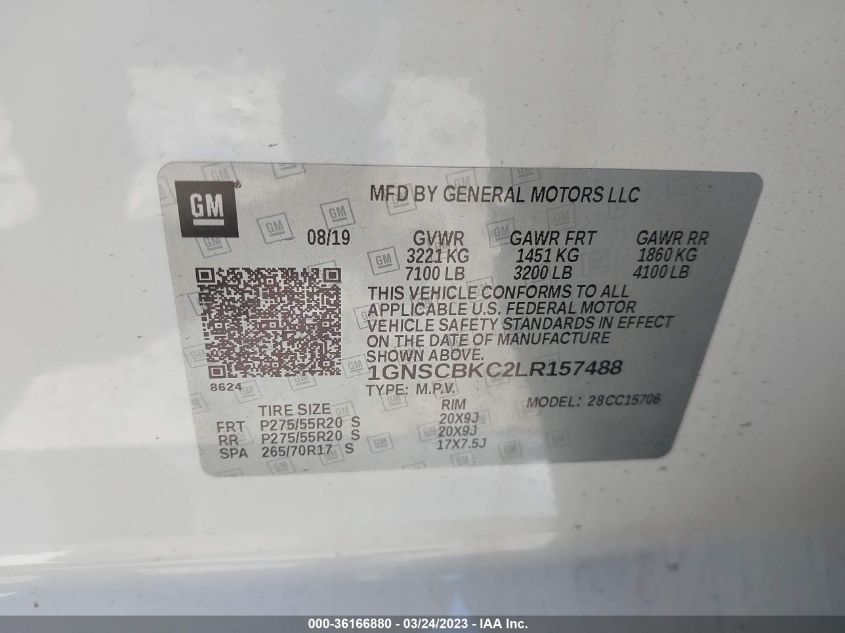 GM®
MFD BY GENERAL MOTORS LLC
08/19 GVWR GAWR FRT GAWR RR
3221 KG 1451 KG 1860 KG
7100 LB 3200 LB 4100 LB
THIS VEHICLE CONFORMS TO ALL
APPLICABLE U.S. FEDERAL MOTOR
VEHICLE SAFETY STANDARDS IN EFFECT
ON THE DATE OF MANUFACTURE
SHOWN ABOVE.
1GNSCBKC2LR157488
8624
TYPE: M.P.V. MODEL: 28CC15706
TIRE SIZE RIM
FRT P275/55R20 S 20X9J
RR P275/55R20 S 20X9J
SPA 265/70R17 S 17X7.5J
000-36166880 - 03/24/2023 - IAA Inc.